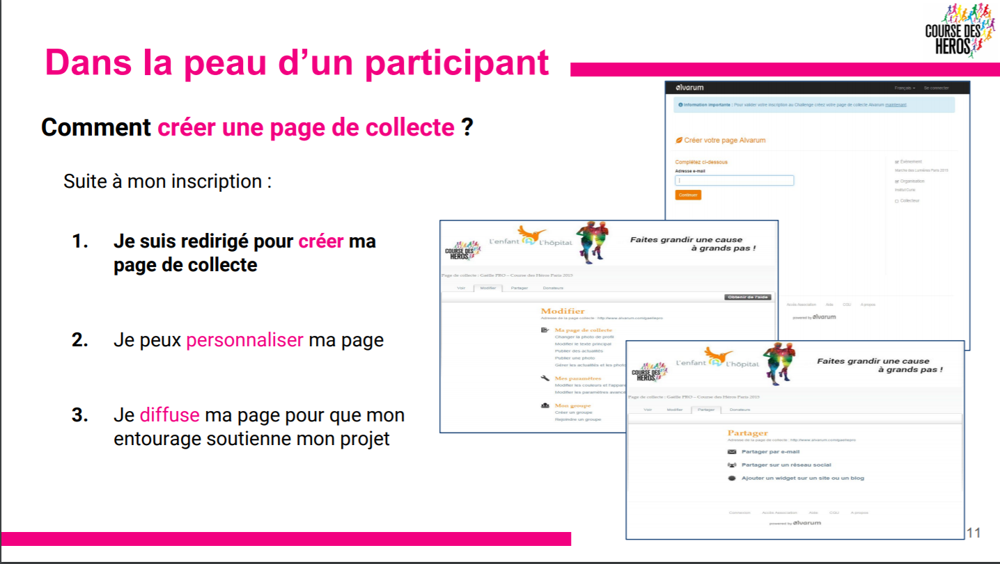 COURSE DES
HEROS
Dans la peau d’un participant
Comment créer une page de collecte ?
Suite à mon inscription :
1. Je suis redirigé pour créer ma
page de collecte
2. Je peux personnaliser ma page
3. Je diffuse ma page pour que mon
entourage soutienne mon projet
alvarum
Français
Se connecter
Information importante : Pour valider votre inscription au Challenge créez votre page de collecte Alvarum maintenant.
Créer votre page Alvarum
Complétez ci-dessous
Adresse e-mail
Continuer
Evénement
Marche des Lumières Paris 2015
Organisation
Institut Curie
Collecteur
Accès Association Aide CGU A propos
powered by alvarum
COURSE DES
HEROS
L'enfant L'hôpital
Faites grandir une cause
à grands pas !
Page de collecte : Gaëlle PRO – Course des Héros Paris 2015
Voir Modifier Partager Donateurs
Obtenir de l'aide
Modifier
Adresse de la page collecte : http://www.alvarum.com/gaellepro
Ma page de collecte
Changer la photo de profil
Modifier le texte principal
Publier des actualités
Publier une photo
Gérer les actualités et les photo
Mes paramètres
Modifier les couleurs et l'appare
Modifier les paramètres avancé
Mon groupe
Créer un groupe
Rejoindre un groupe
COURSE DES
HEROS
L'enfant L'hôpital
Faites grandir une cause
à grands pas !
Page de collecte : Gaëlle PRO – Course des Héros Paris 2015
Voir Modifier Partager Donateurs
Partager
Adresse de la page de collecte : http://www.alvarum.com/gaellepro
Partager par e-mail
Partager sur un réseau social
Ajouter un widget sur un site ou un blog
Connexion Accès Association Aide CGU A propos
powered by alvarum
11